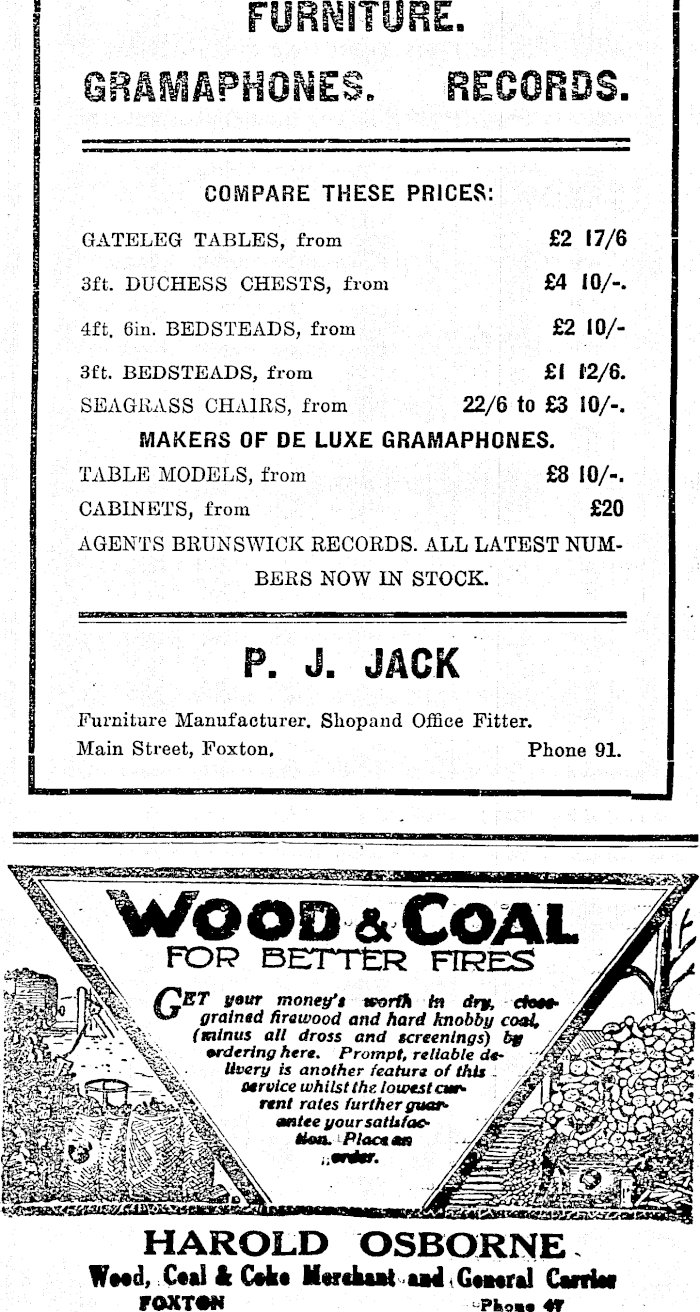 FURNITURE.
GRAMAPHONES. RECORDS.
COMPARE THESE PRICES:
GATELEG TABLES, from £2 17/6
3ft. DUCHESS CHESTS, from £4 10/-.
4ft. 6in. BEDSTEADS, from £2 10/-
3ft. BEDSTEADS, from £1 12/6.
SEAGRASS CHAIRS, from 22/6 to £3 10/-.
MAKERS OF DE LUXE GRAMAPHONES.
TABLE MODELS, from £8 10/-.
CABINETS, from £20
AGENTS BRUNSWICK RECORDS. ALL LATEST NUM-
BERS NOW IN STOCK.
P. J. JACK
Furniture Manufacturer. Shopand Office Fitter.
Main Street, Foxton. Phone 91.
WOOD & COAL
FOR BETTER FIRES
GET your money's worth in dry, close-
grained firewood and hard knobby coal,
(minus all dross and screenings) by
ordering here. Prompt, reliable de-
livery is another feature of this
service whilst the lowest cur-
rent rates further guar-
antee your satisfac-
tion. Place an
order.
HAROLD OSBORNE
Wood, Coal & Coke Merchant and General Carrier
FOXTON Phone 47